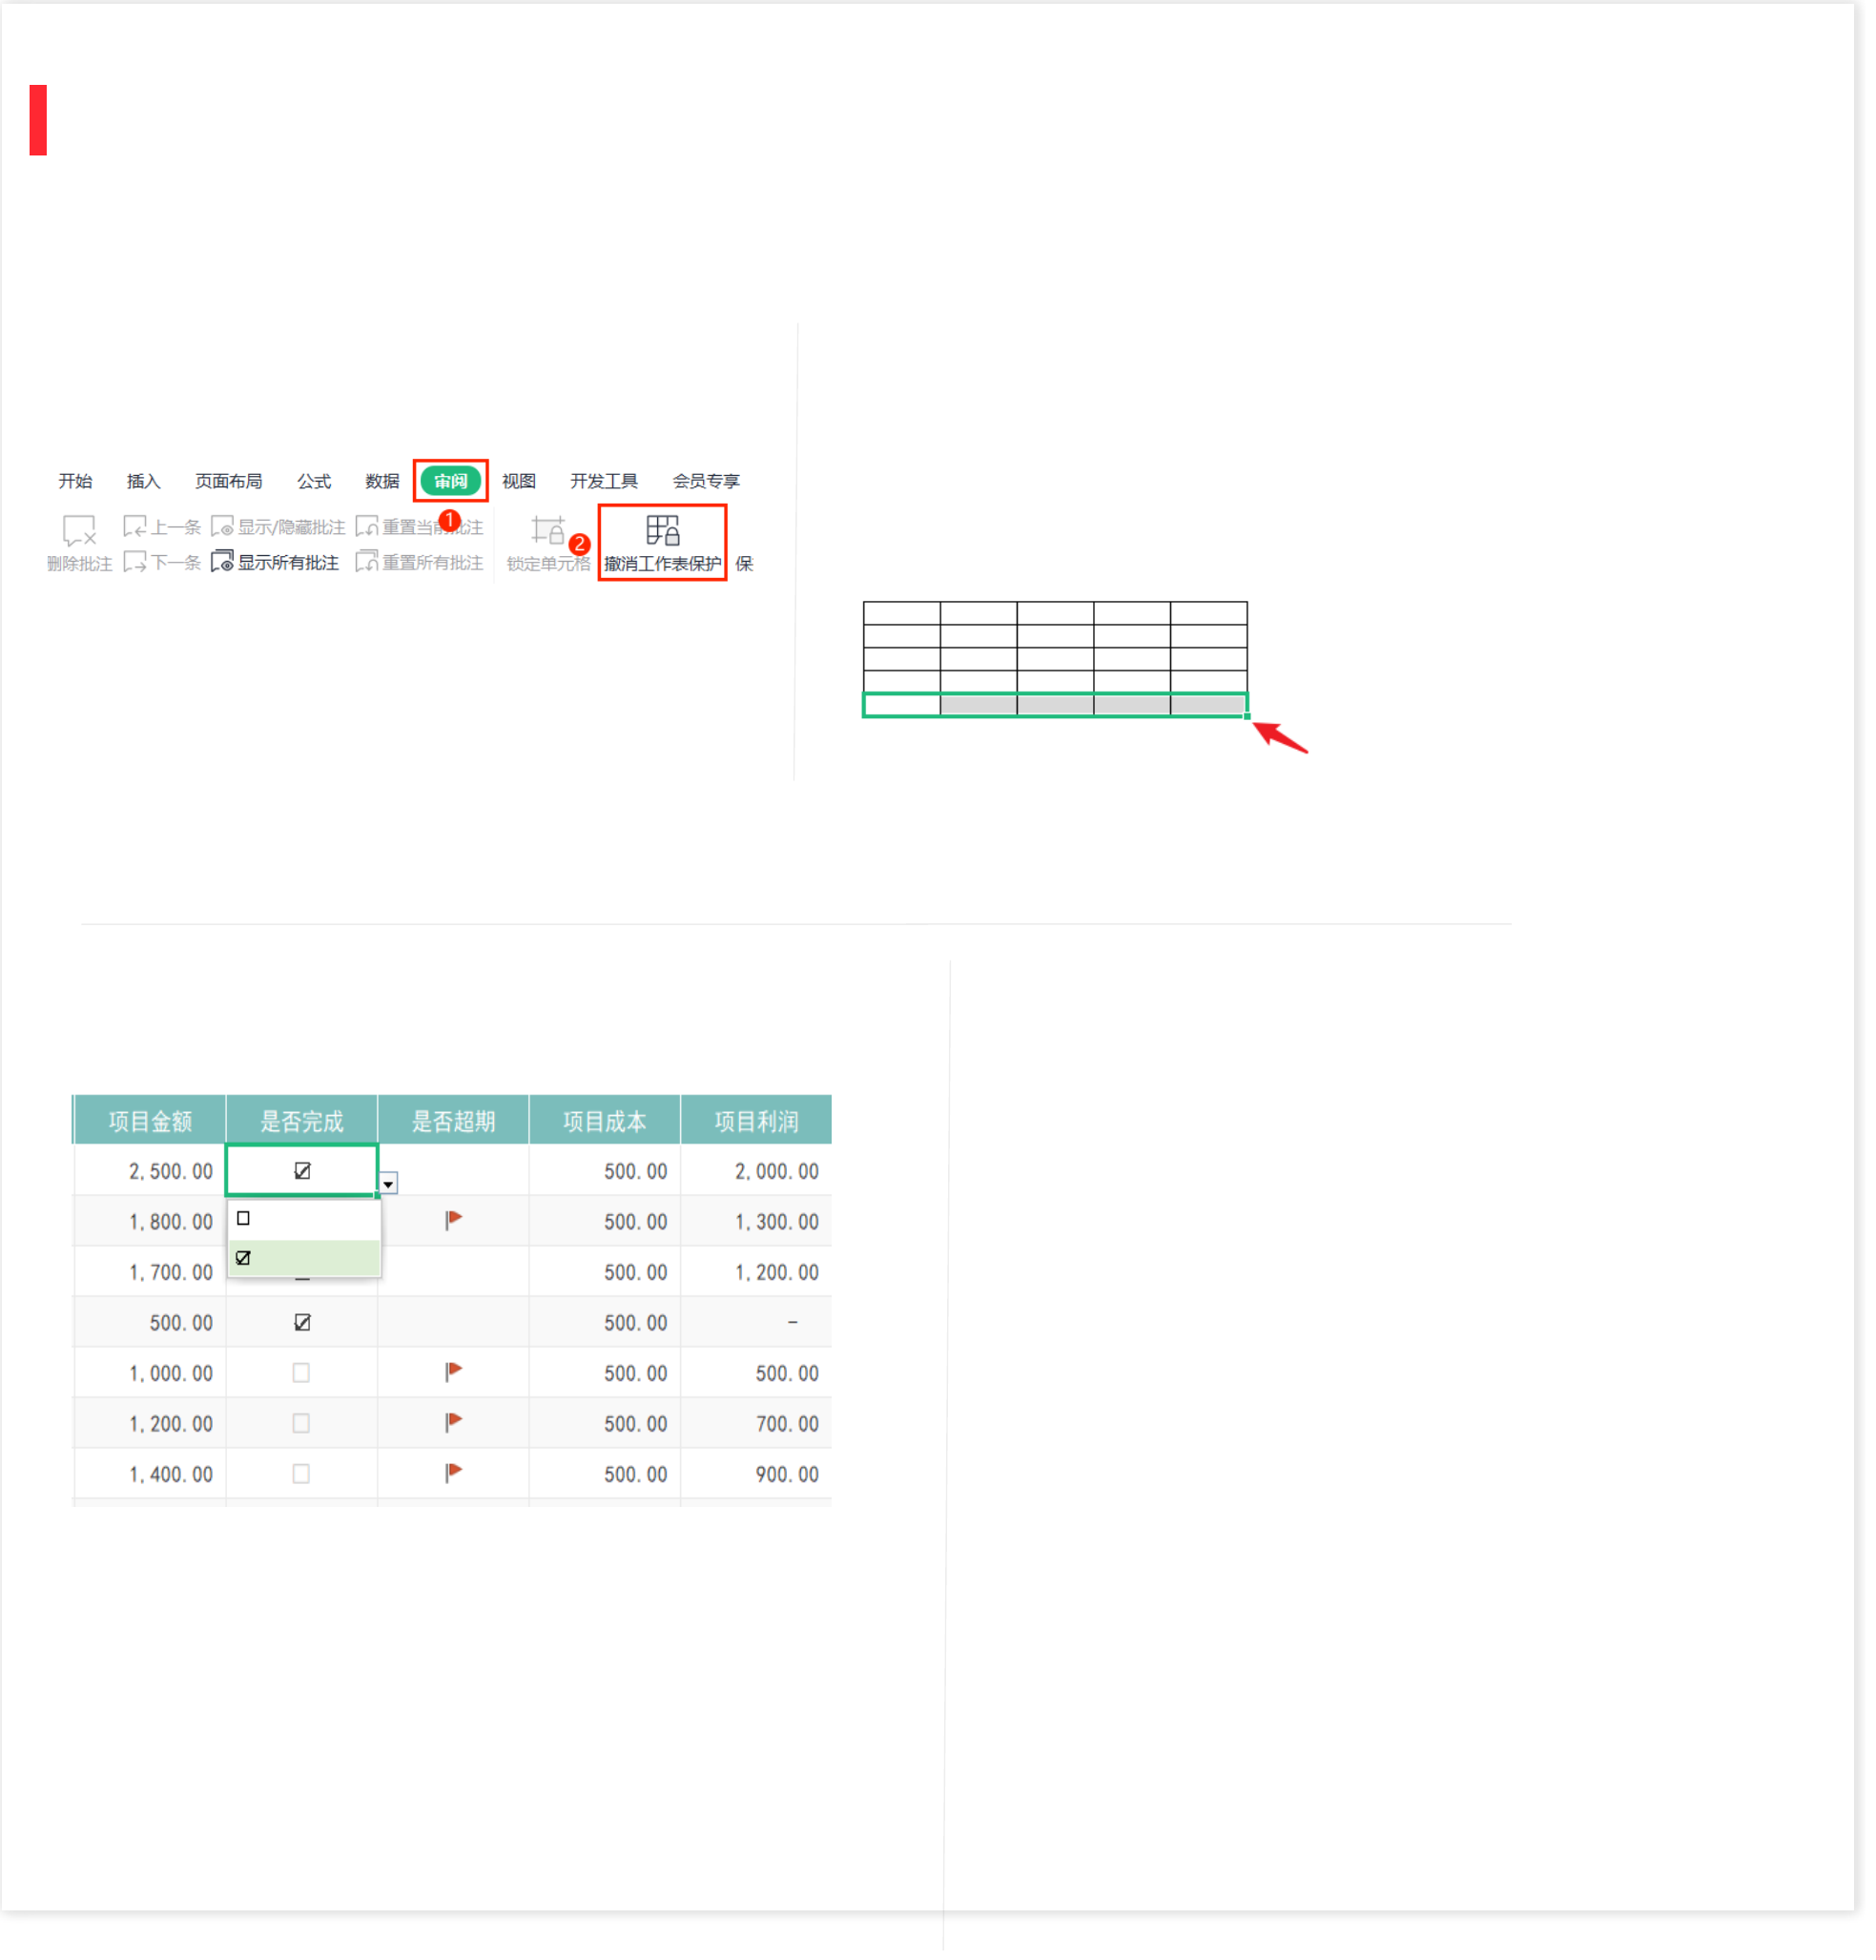 开始 插入 页面布局 公式 数据 审阅 视图 开发工具 会员专享
上一条 显示/隐藏批注 重置当前批注 1
删除批注 下一条 显示所有批注 重置所有批注 锁定单元格 2 撤消工作表保护 保
项目金额 是否完成 是否超期 项目成本 项目利润
2,500.00 500.00 2,000.00
1,800.00 500.00 1,300.00
1,700.00 500.00 1,200.00
500.00 500.00 -
1,000.00 500.00 500.00
1,200.00 500.00 700.00
1,400.00 500.00 900.00